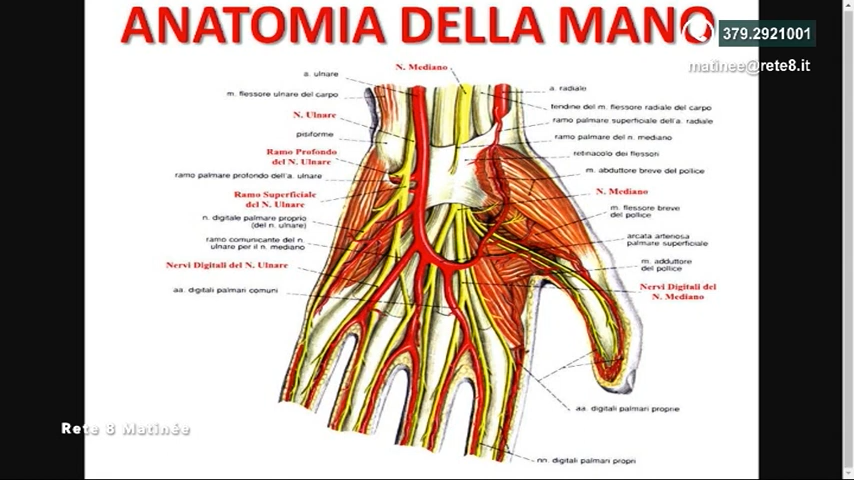 ANATOMIA DELLA MANO
379.2921001
matinee@rete8.it
N. Mediano
a. ulnare
m. flessore ulnare del carpo
N. Ulnare
pisiforme
Ramo Profondo
del N. Ulnare
ramo palmare profondo dell'a. ulnare
Ramo Superficiale
del N. Ulnare
n. digitale palmare proprio
(del n. ulnare)
ramo comunicante del n.
ulnare per il n. mediano
Nervi Digitali del N. Ulnare
aa. digitali palmari comuni
a. radiale
tendine del m. flessore radiale del carpo
ramo palmare superficiale dell'a. radiale
ramo palmare del n. mediano
retinacolo dei flessori
m. abduttore breve del pollice
N. Mediano
m. flessore breve
del pollice
arcata arteriosa
palmare superficiale
m. adduttore
del pollice
Nervi Digitali del
N. Mediano
aa. digitali palmari proprie
nn. digitali palmari propri
Rete 8 Matinée